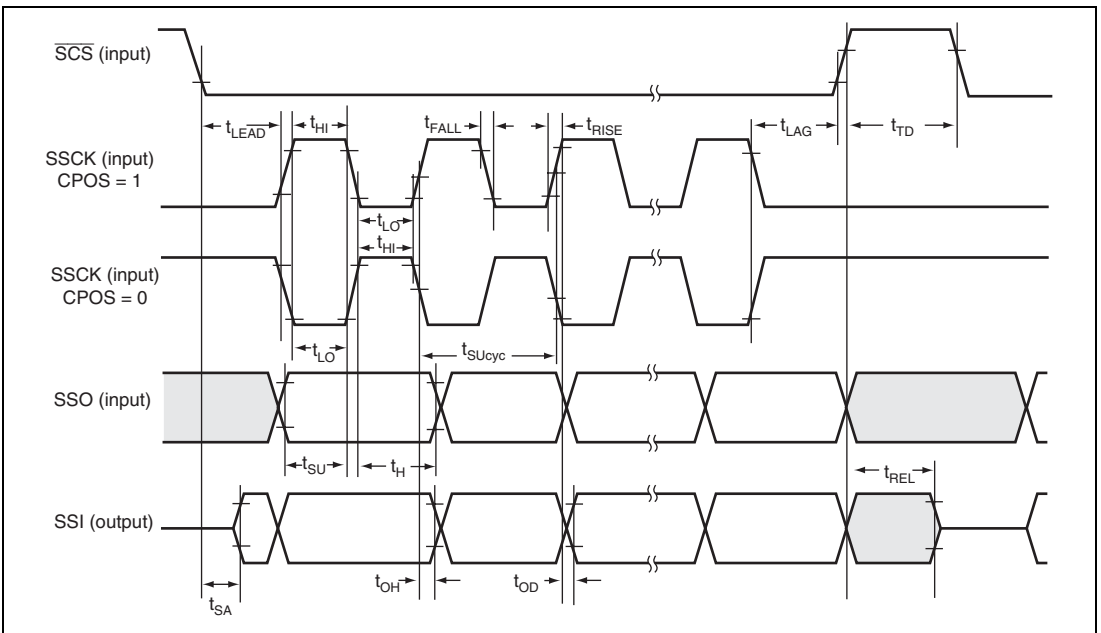 SCS (input)
tLEAD
tHI
tFALL
tRISE
tLAG
tTD
SSCK (input)
CPOS = 1
tLO
tHI
SSCK (input)
CPOS = 0
tLO
tSUcyc
SSO (input)
tSU
tH
tREL
SSI (output)
tOH
tOD
tSA